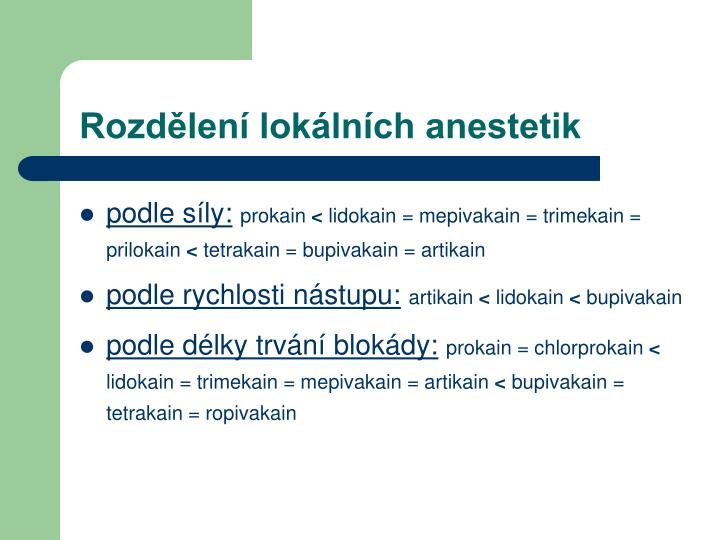 Rozdělení lokálních anestetik
podle síly: prokain < lidokain = mepivakain = trimekain =
prilokain < tetrakain = bupivakain = artikain
podle rychlosti nástupu: artikain < lidokain < bupivakain
podle délky trvání blokády: prokain = chlorprokain <
lidokain = trimekain = mepivakain = artikain < bupivakain =
tetrakain = ropivakain